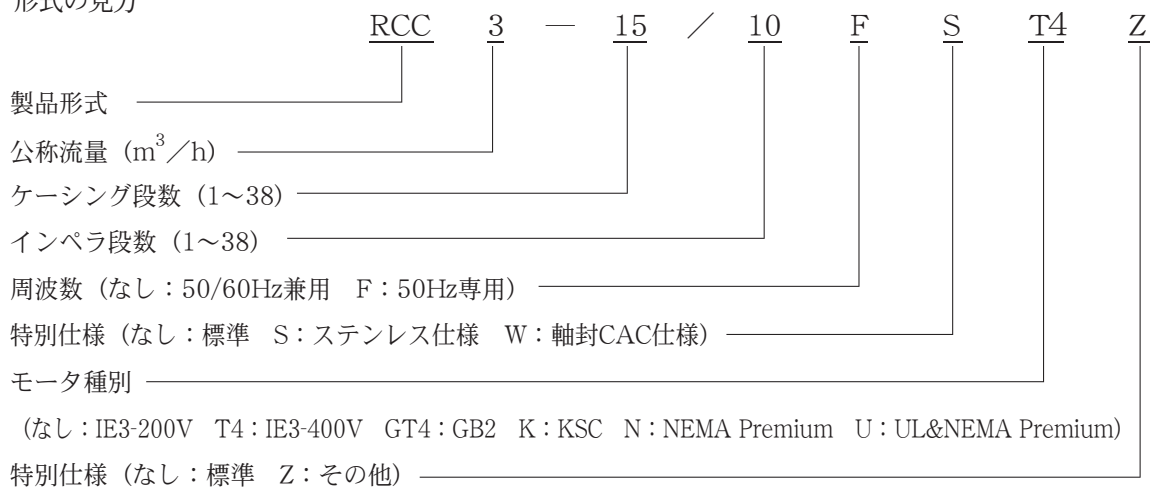 形式の見方
RCC 3 — 15 ／ 10 F S T4 Z
製品形式
公称流量（m³／h）
ケーシング段数（1～38）
インペラ段数（1～38）
周波数（なし：50/60Hz兼用　F：50Hz専用）
特別仕様（なし：標準　S：ステンレス仕様　W：軸封CAC仕様）
モータ種別
（なし：IE3-200V　T4：IE3-400V　GT4：GB2　K：KSC　N：NEMA Premium　U：UL&NEMA Premium）
特別仕様（なし：標準　Z：その他）